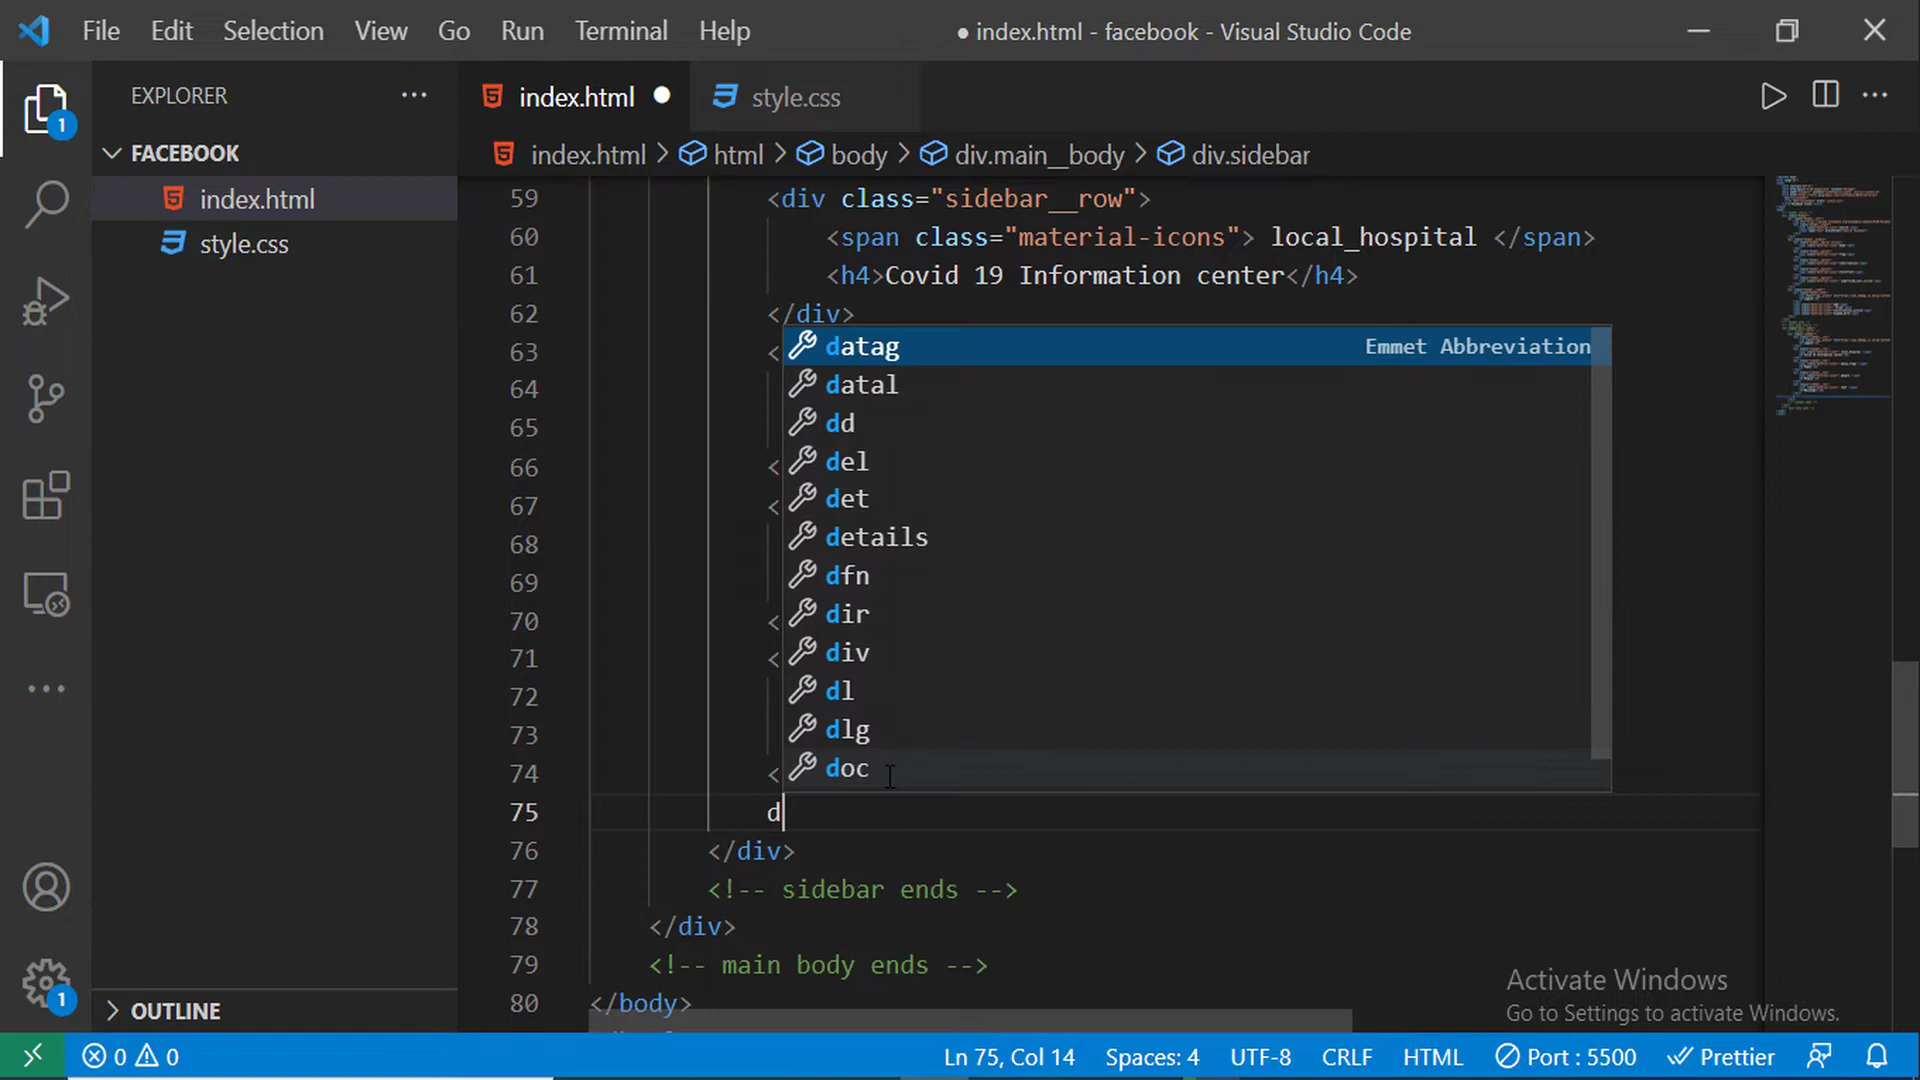 File Edit Selection View Go Run Terminal Help
● index.html - facebook - Visual Studio Code
EXPLORER
index.html
style.css
FACEBOOK
index.html > html > body > div.main__body > div.sidebar
index.html
style.css
59 <div class="sidebar__row">
60 <span class="material-icons"> local_hospital </span>
61 <h4>Covid 19 Information center</h4>
62 </div>
63 <
datag Emmet Abbreviation
64
datal
65
dd
66 <
del
67 <
det
68
details
69
dfn
70 <
dir
71 <
div
72
dl
73
dlg
74 <
doc
75 d
76 </div>
77 <!-- sidebar ends -->
78 </div>
79 <!-- main body ends -->
80 </body>
1
1
OUTLINE
Activate Windows
Go to Settings to activate Windows.
0 0
Ln 75, Col 14 Spaces: 4 UTF-8 CRLF HTML Port : 5500 Prettier